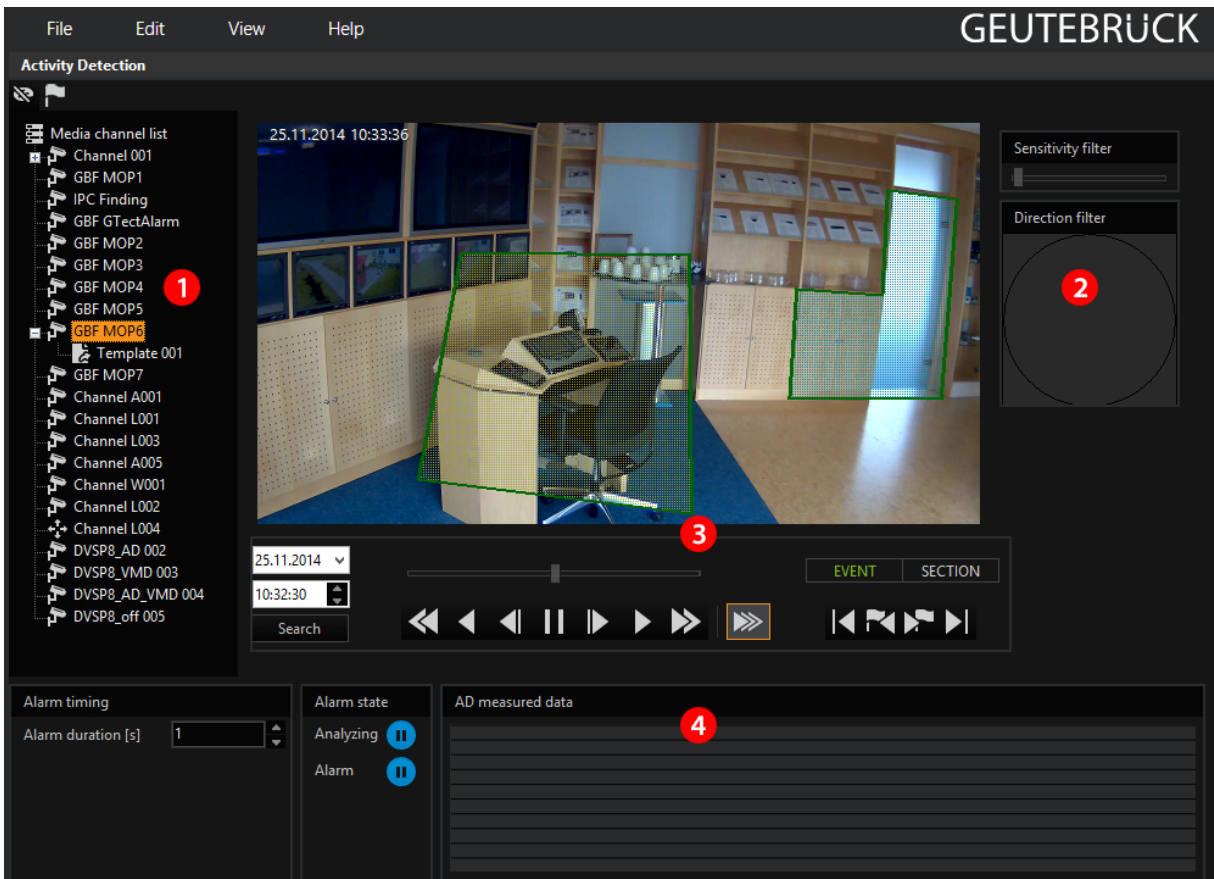 File Edit View Help
GEUTEBRÜCK
Activity Detection
Media channel list
Channel 001
GBF MOP1
IPC Finding
GBF GTectAlarm
GBF MOP2
GBF MOP3
GBF MOP4
GBF MOP5
GBF MOP6
Template 001
GBF MOP7
Channel A001
Channel L001
Channel L003
Channel A005
Channel W001
Channel L002
Channel L004
DVSP8_AD 002
DVSP8_VMD 003
DVSP8_AD_VMD 004
DVSP8_off 005
1
25.11.2014 10:33:36
Sensitivity filter
Direction filter
2
3
25.11.2014
10:32:30
Search
EVENT SECTION
Alarm timing
Alarm duration [s] 1
Alarm state
Analyzing
Alarm
AD measured data
4